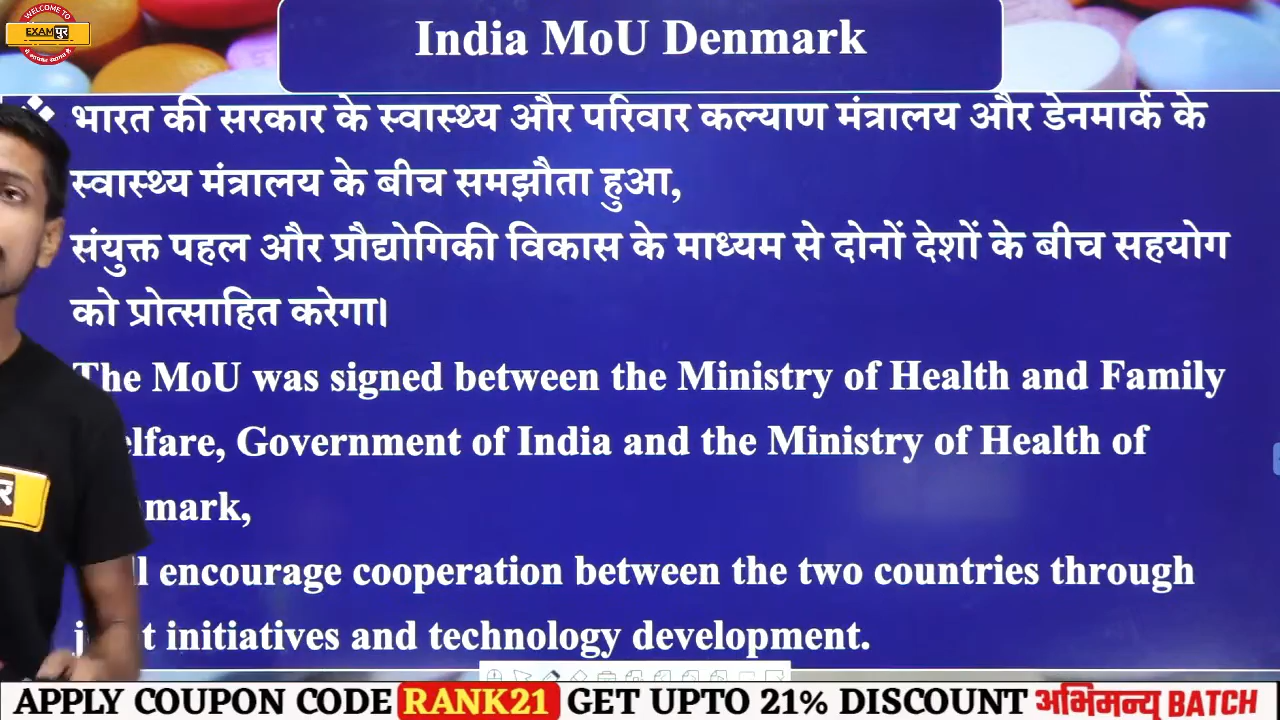 WELCOME TO
EXAMपुर
India MoU Denmark
भारत की सरकार के स्वास्थ्य और परिवार कल्याण मंत्रालय और डेनमार्क के
स्वास्थ्य मंत्रालय के बीच समझौता हुआ,
संयुक्त पहल और प्रौद्योगिकी विकास के माध्यम से दोनों देशों के बीच सहयोग
को प्रोत्साहित करेगा।
The MoU was signed between the Ministry of Health and Family
elfare, Government of India and the Ministry of Health of
mark,
encourage cooperation between the two countries through
initiatives and technology development.
APPLY COUPON CODE RANK21 GET UPTO 21% DISCOUNT अभिमन्यु BATCH